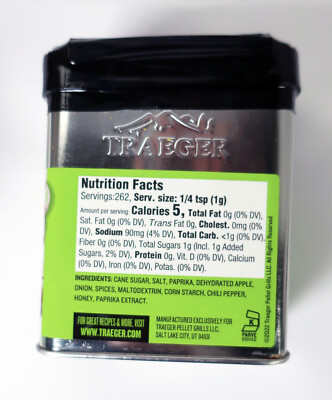 TRAEGER
Nutrition Facts
Servings:262, Serv. size: 1/4 tsp (1g)
Amount per serving: Calories 5, Total Fat 0g (0% DV),
Sat. Fat 0g (0% DV), Trans Fat 0g, Cholest. 0mg (0%
DV), Sodium 90mg (4% DV), Total Carb. <1g (0% DV),
Fiber 0g (0% DV), Total Sugars 1g (Incl. 1g Added
Sugars, 2% DV), Protein 0g, Vit. D (0% DV), Calcium
(0% DV), Iron (0% DV), Potas. (0% DV).
INGREDIENTS: CANE SUGAR, SALT, PAPRIKA, DEHYDRATED APPLE,
ONION, SPICES, MALTODEXTRIN, CORN STARCH, CHILI PEPPER,
HONEY, PAPRIKA EXTRACT.
FOR GREAT RECIPES & MORE, VISIT
WWW.TRAEGER.COM
MANUFACTURED EXCLUSIVELY FOR
TRAEGER PELLET GRILLS LLC.
SALT LAKE CITY, UT 84101
K
PARVE
©2022 Traeger Pellet Grills LLC. All Rights Reserved